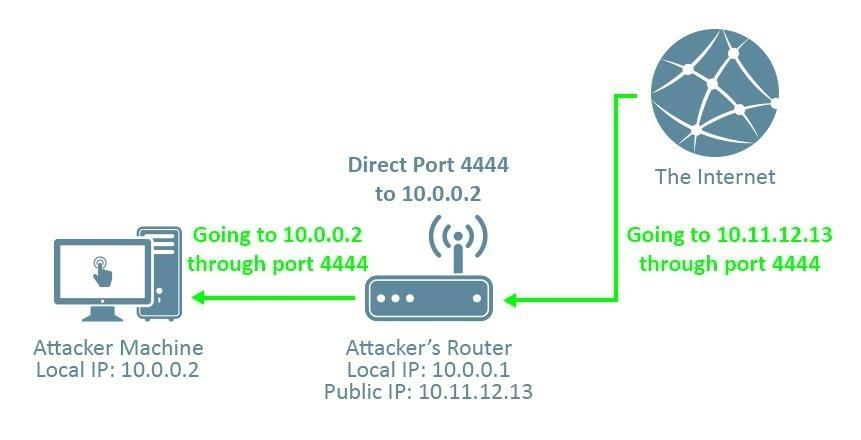 The Internet
Direct Port 4444
to 10.0.0.2
Going to 10.0.0.2
through port 4444
Going to 10.11.12.13
through port 4444
Attacker Machine
Local IP: 10.0.0.2
Attacker's Router
Local IP: 10.0.0.1
Public IP: 10.11.12.13